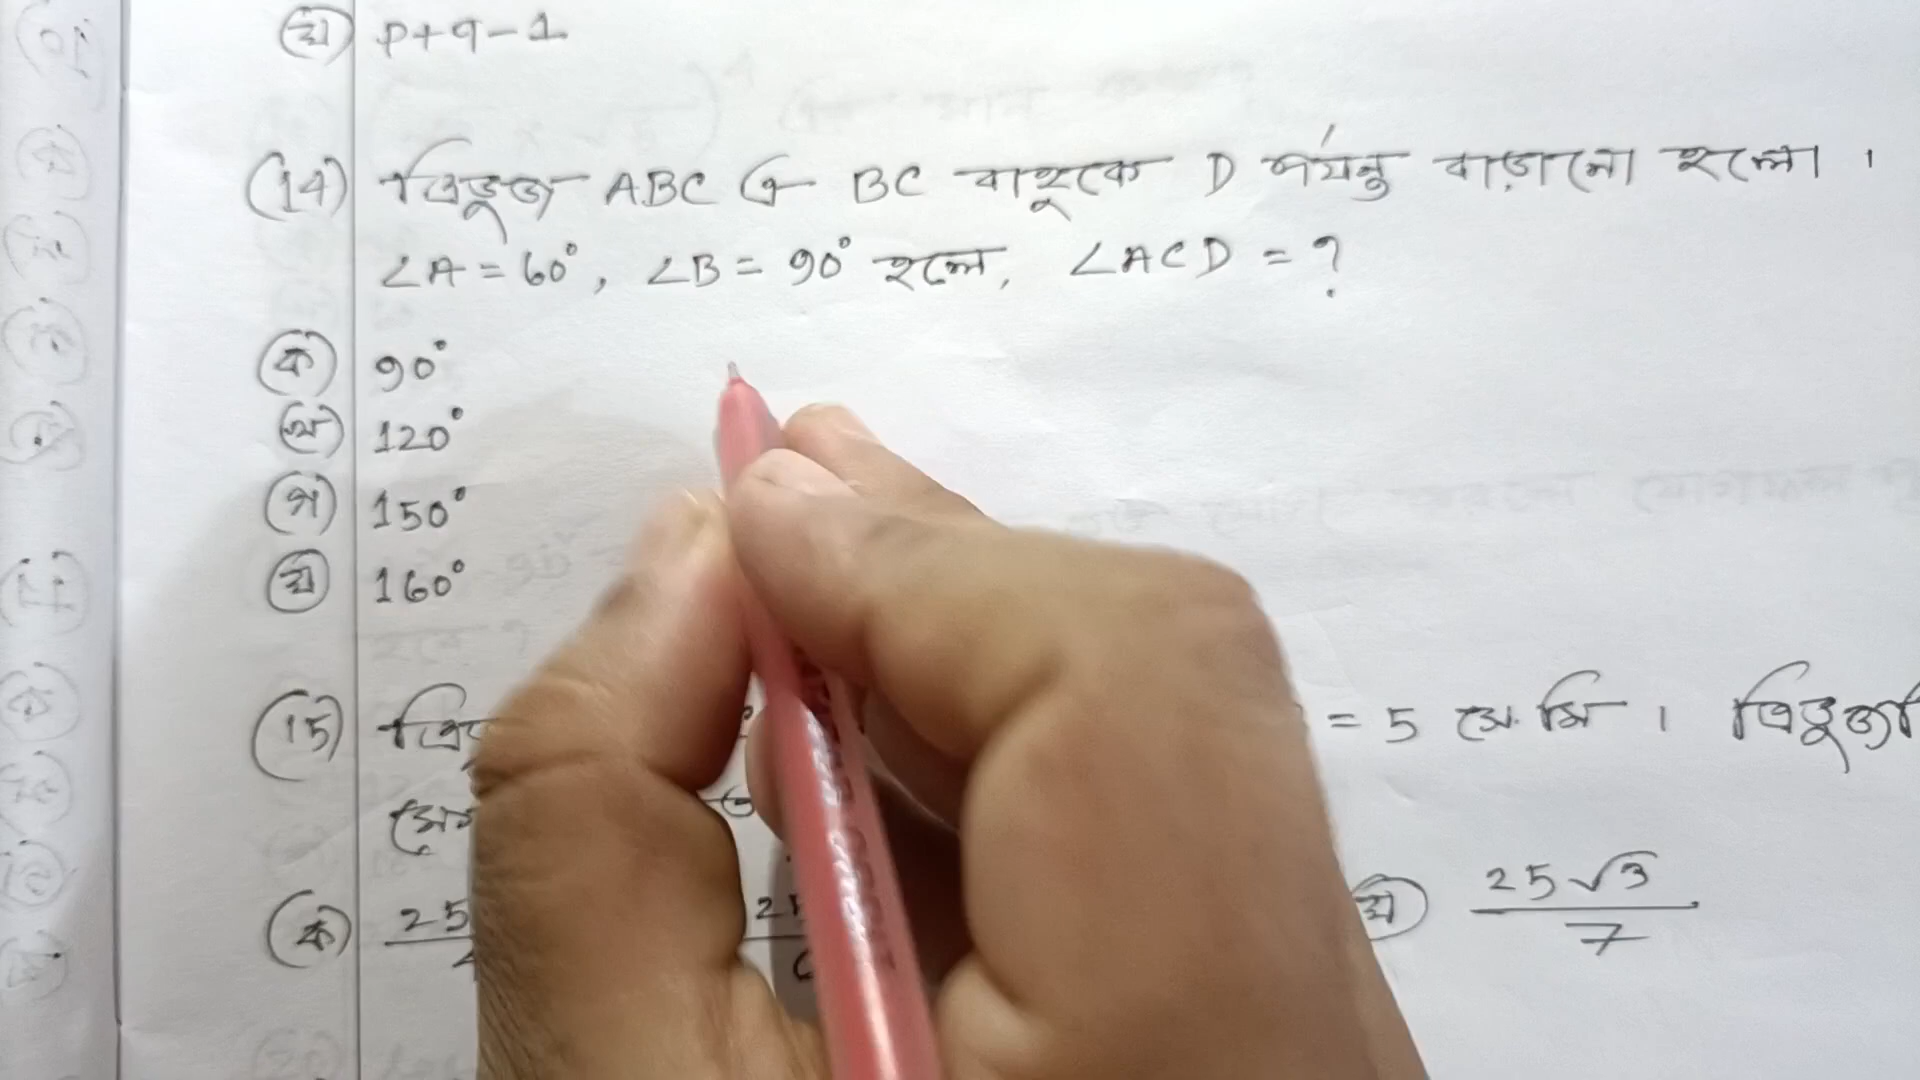 (ঘ) p+q-1
(14) ত্রিভুজ ABC এ BC বাহুকে D পর্যন্ত বাড়ানো হলো ।
∠A = 60°, ∠B = 90° হলে, ∠ACD = ?
(ক) 90°
(খ) 120°
(গ) 150°
(ঘ) 160°
(15) = 5 সে. মি ।
(ক) 25 (ঘ) 25√3
7